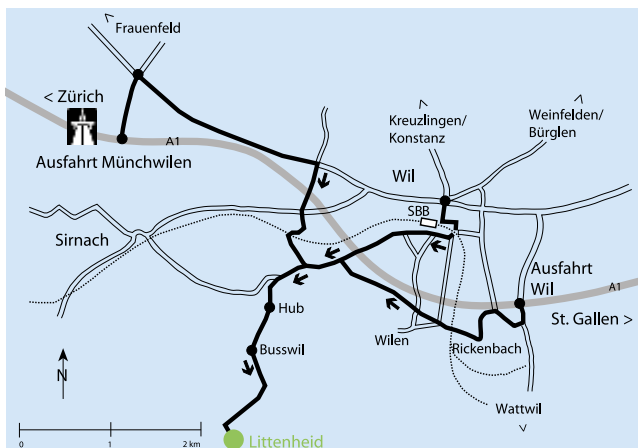 Frauenfeld
< Zürich
A1
Ausfahrt Münchwilen
Kreuzlingen/
Konstanz
Weinfelden/
Bürglen
Wil
SBB
Sirnach
Ausfahrt
Wil
A1
St. Gallen >
Hub
Wilen
Rickenbach
Busswil
N
Wattwil
0 1 2 km
Littenheid